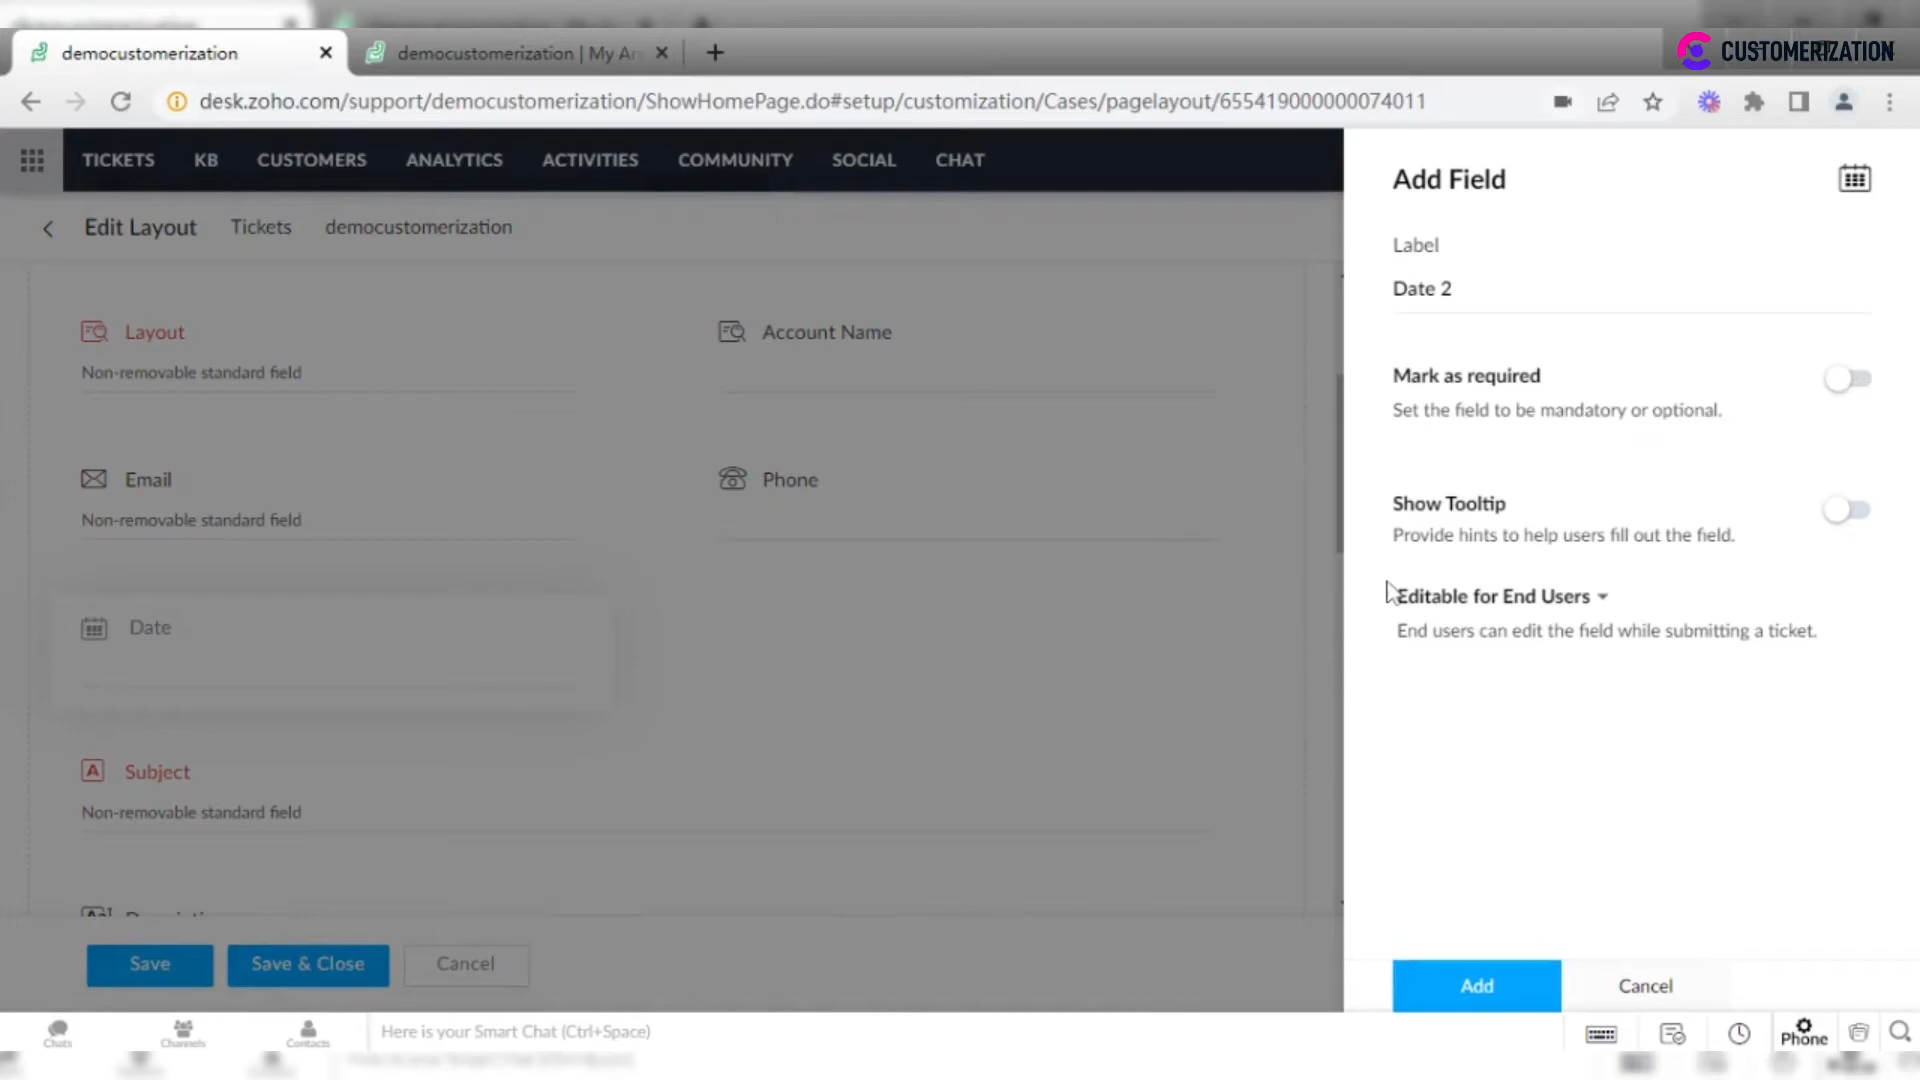 democustomerization
democustomerization | My Ar
CUSTOMERIZATION
desk.zoho.com/support/democustomerization/ShowHomePage.do#setup/customization/Cases/pagelayout/655419000000074011
TICKETS KB CUSTOMERS ANALYTICS ACTIVITIES COMMUNITY SOCIAL CHAT
Edit Layout Tickets democustomerization
Layout
Non-removable standard field
Account Name
Email
Non-removable standard field
Phone
Date
Subject
Non-removable standard field
Save Save & Close Cancel
Add Field
Label
Date 2
Mark as required
Set the field to be mandatory or optional.
Show Tooltip
Provide hints to help users fill out the field.
Editable for End Users
End users can edit the field while submitting a ticket.
Add Cancel
Chats Channels Contacts
Here is your Smart Chat (Ctrl+Space)
Phone